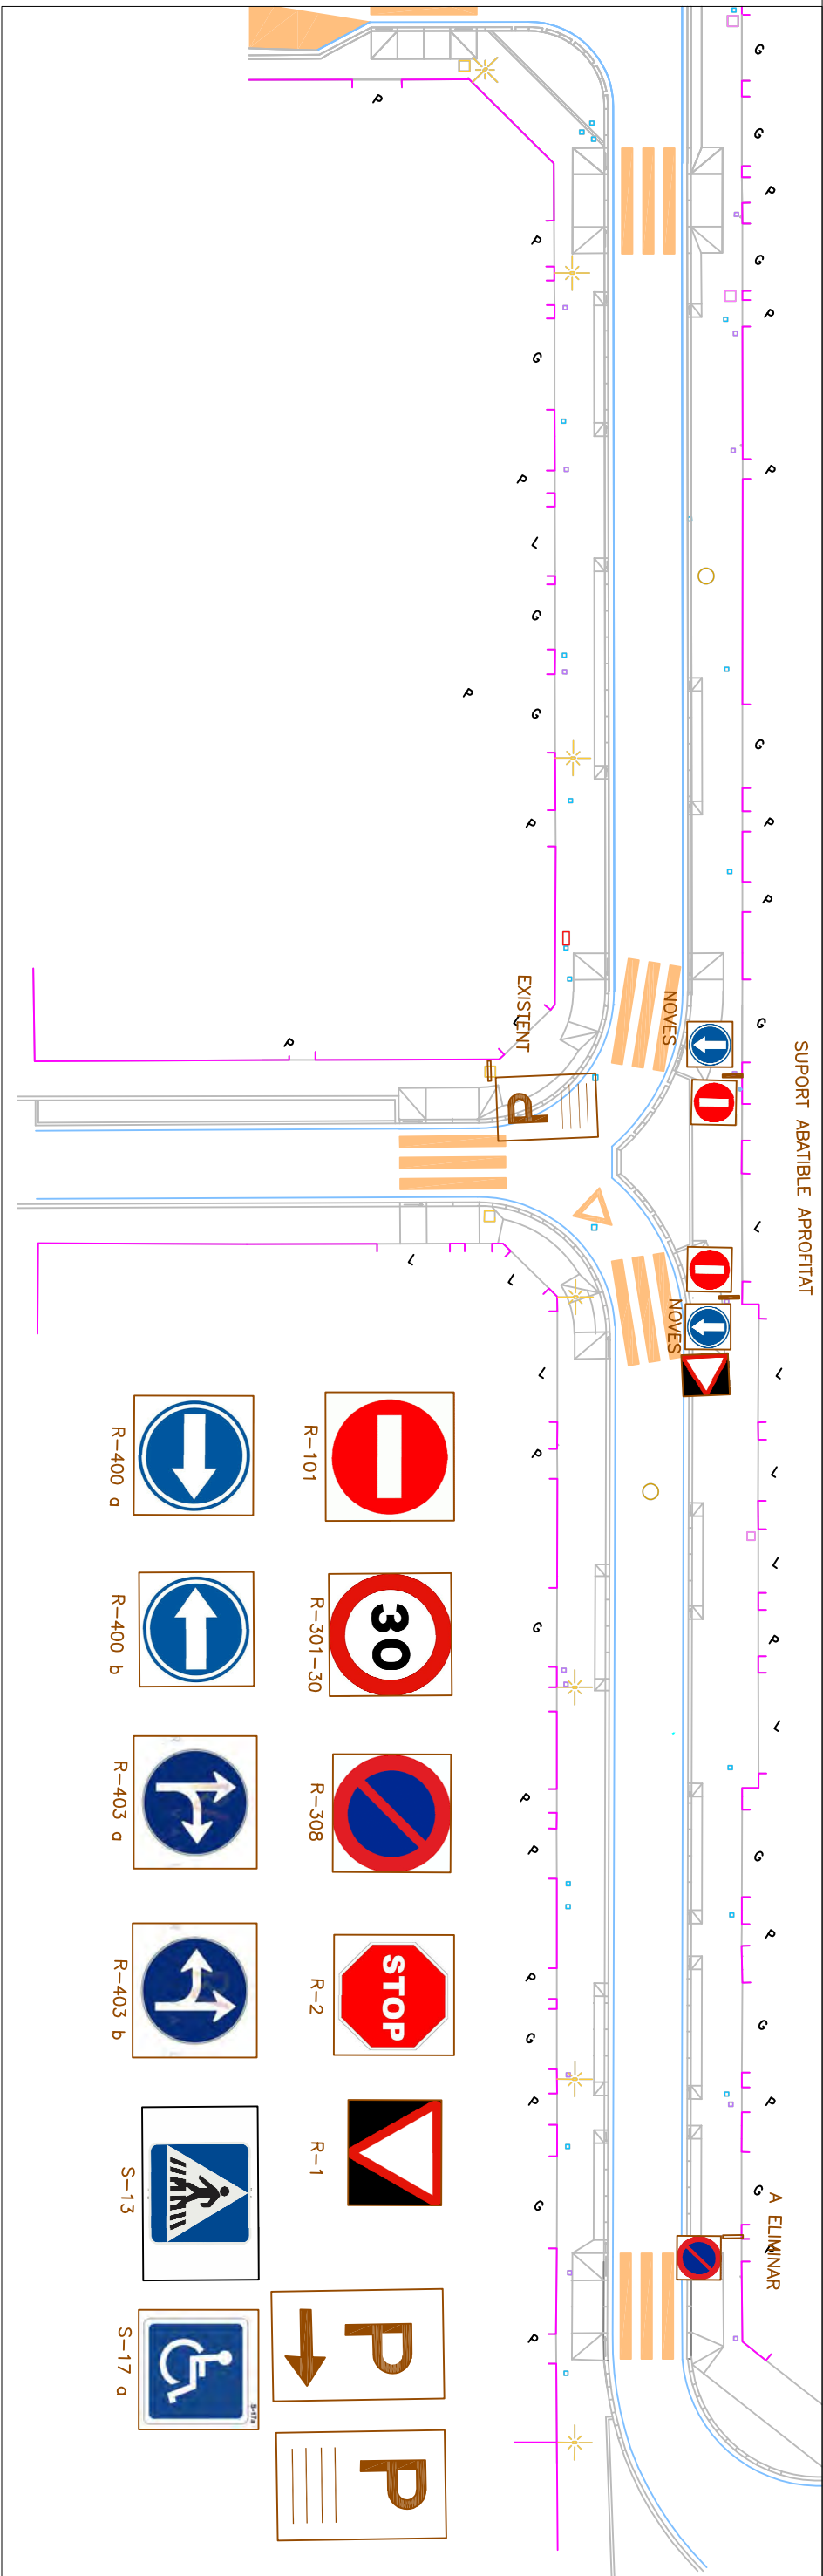 SUPORT ABATIBLE APROFITAT
A ELIMINAR
G G P G P P G P P G L L L L P L G P G P G P
NOVES
NOVES
P G P L G G P L L L P G P P P G P G P
EXISTENT
P
P
P
L
P
30
STOP
P
P
R-101
R-301-30
R-308
R-2
R-1
S-17a
R-400 a
R-400 b
R-403 a
R-403 b
S-13
S-17 a